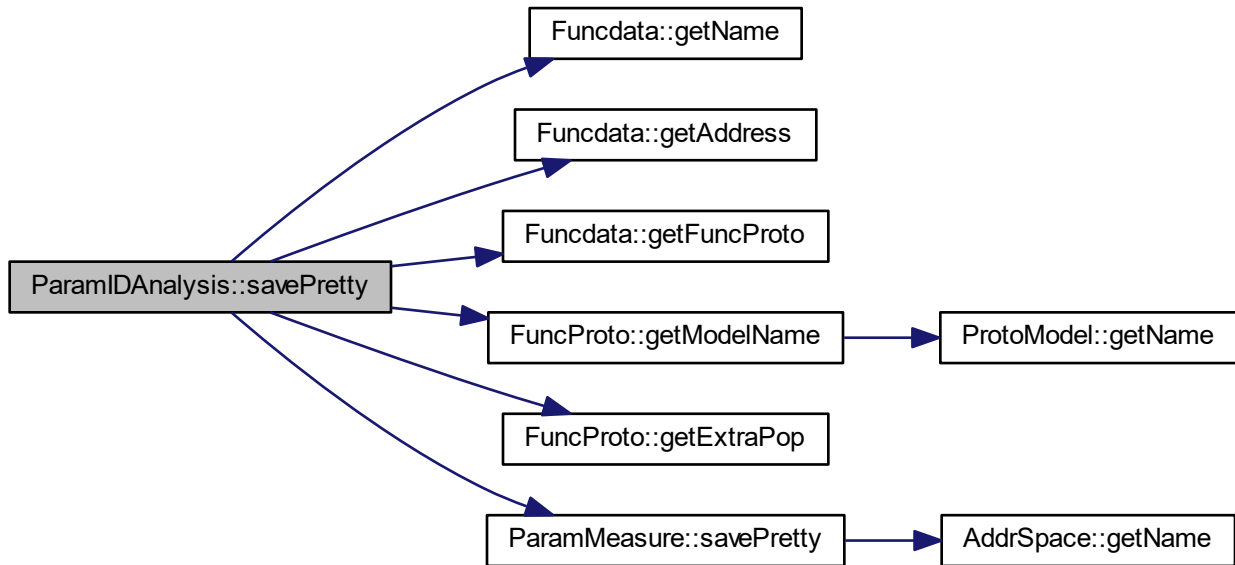 Funcdata::getName
Funcdata::getAddress
Funcdata::getFuncProto
ParamIDAnalysis::savePretty
FuncProto::getModelName
ProtoModel::getName
FuncProto::getExtraPop
ParamMeasure::savePretty
AddrSpace::getName